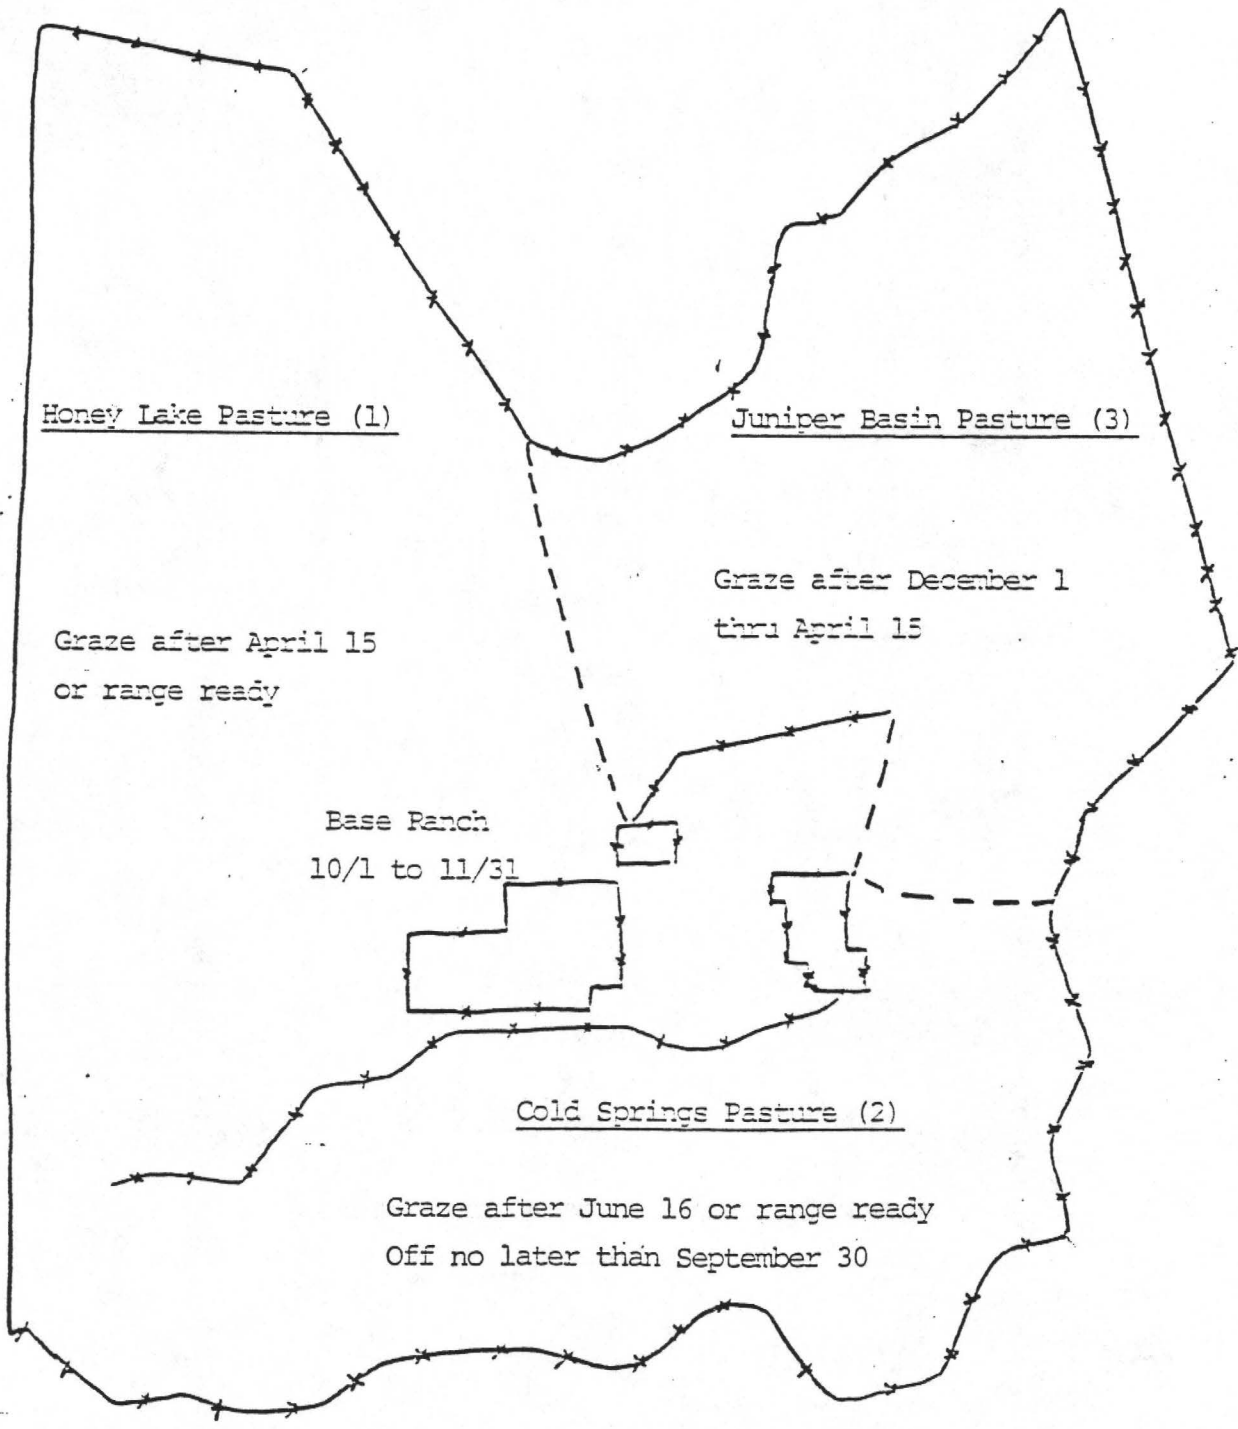 Honey Lake Pasture (1)
Juniper Basin Pasture (3)
Graze after December 1
thru April 15
Graze after April 15
or range ready
Base Ranch
10/1 to 11/31
Cold Springs Pasture (2)
Graze after June 16 or range ready
Off no later than September 30